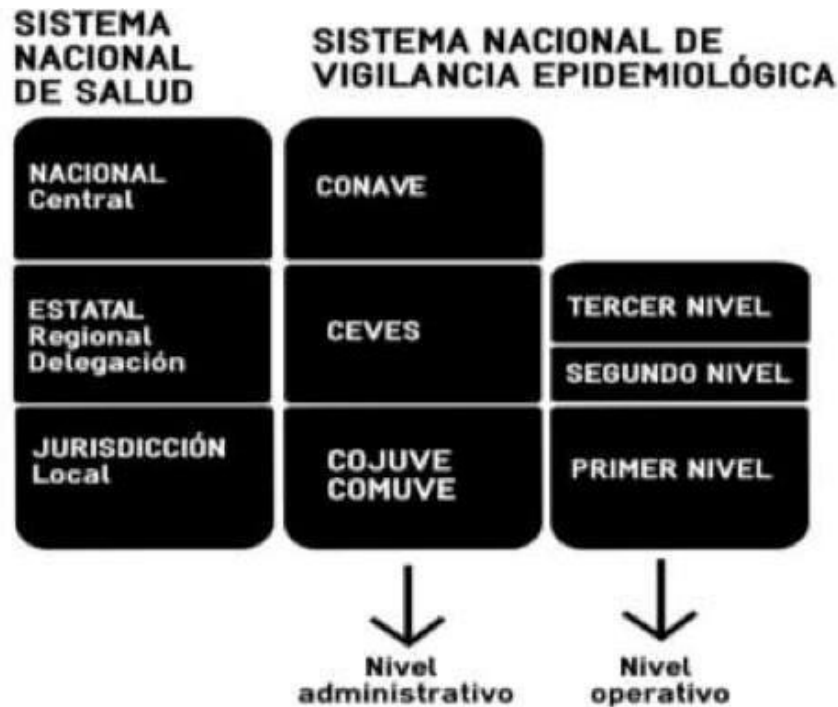 SISTEMA
NACIONAL
DE SALUD
SISTEMA NACIONAL DE
VIGILANCIA EPIDEMIOLÓGICA
NACIONAL
Central
CONAVE
ESTATAL
Regional
Delegación
CEVES
TERCER NIVEL
SEGUNDO NIVEL
JURISDICCIÓN
Local
COJUVE
COMUVE
PRIMER NIVEL
Nivel
administrativo
Nivel
operativo